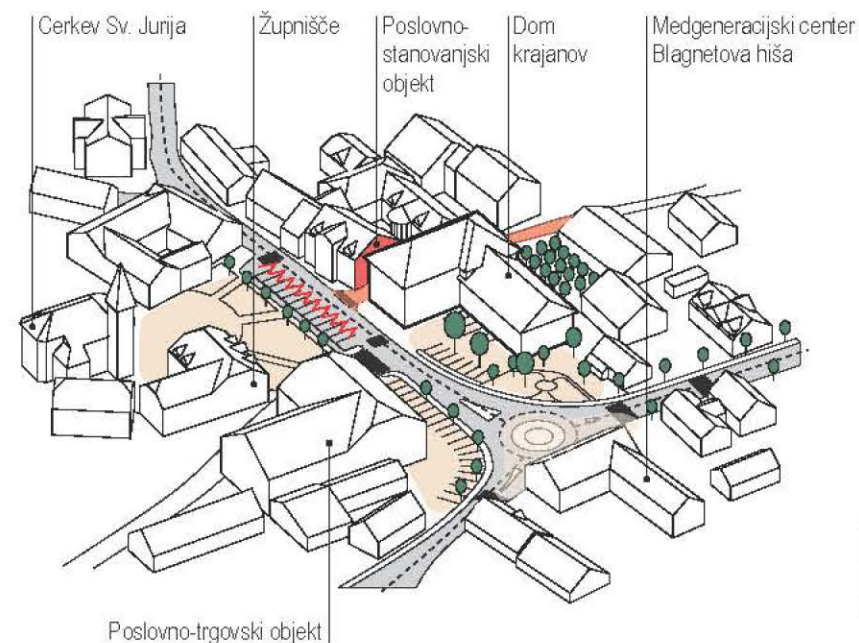 Cerkev Sv. Jurija
Župnišče
Poslovno-
stanovanjski
objekt
Dom
krajanov
Medgeneracijski center
Blagnetova hiša
Poslovno-trgovski objekt